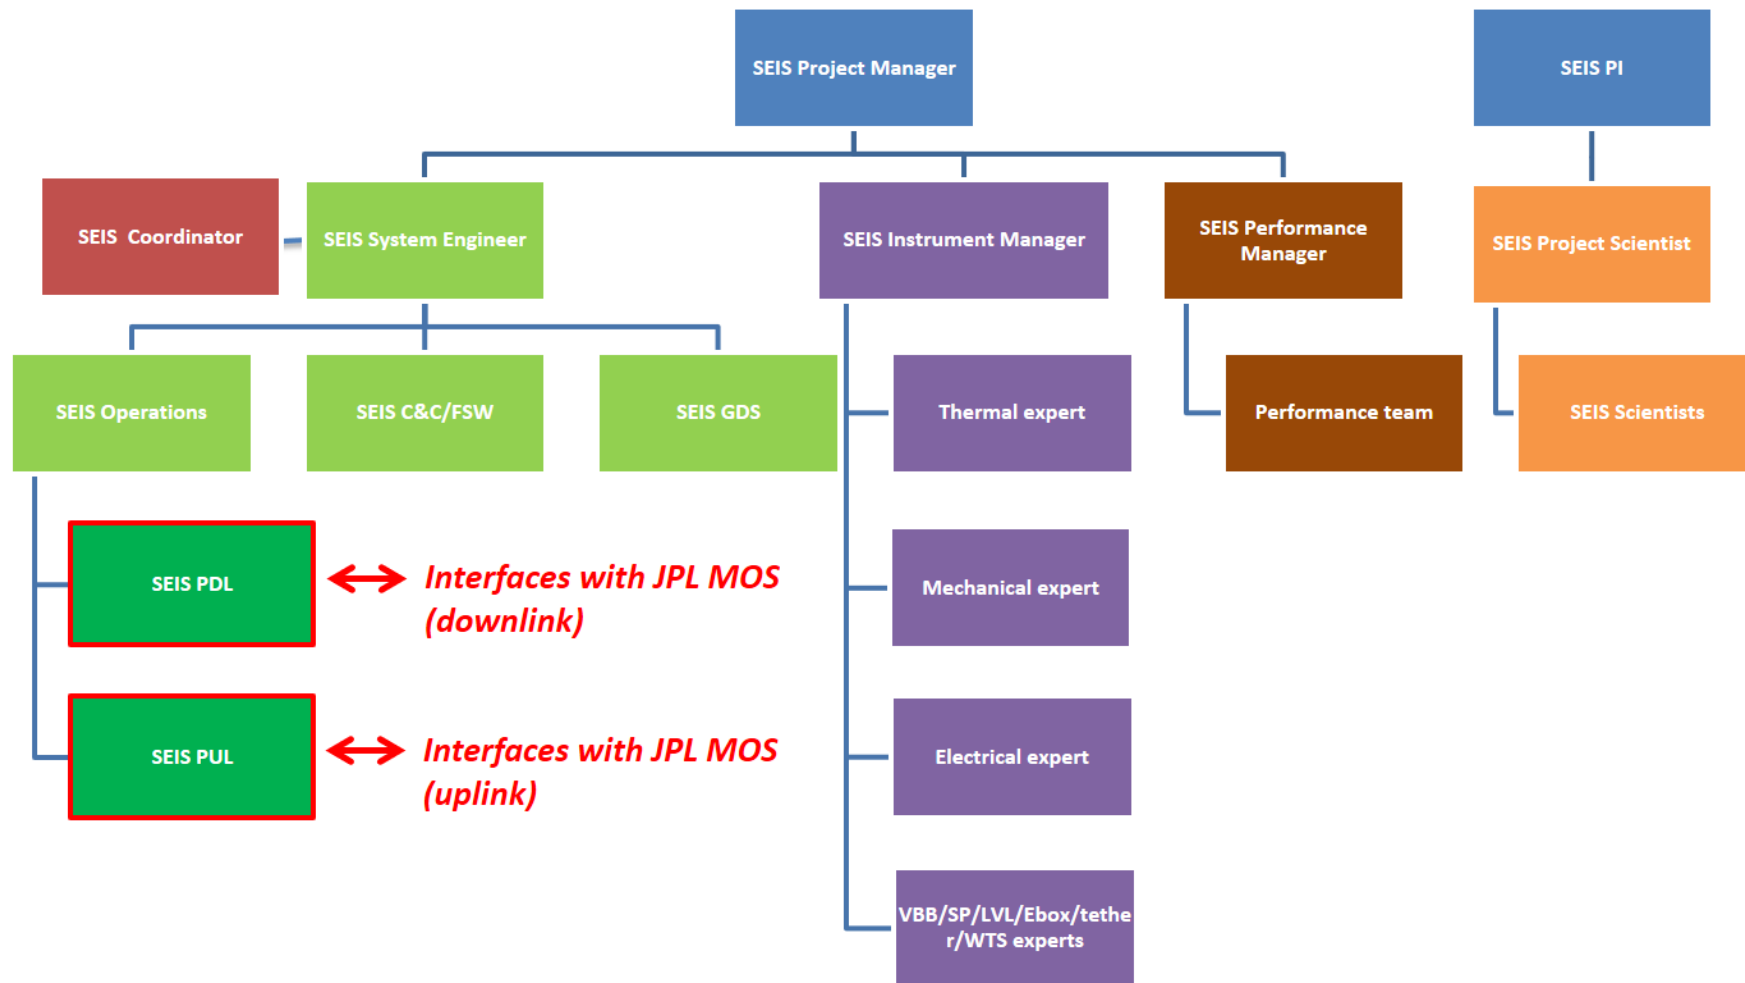 SEIS Project Manager
SEIS PI
SEIS Coordinator
SEIS System Engineer
SEIS Instrument Manager
SEIS Performance
Manager
SEIS Project Scientist
SEIS Operations
SEIS C&C/FSW
SEIS GDS
Thermal expert
Performance team
SEIS Scientists
SEIS PDL
Interfaces with JPL MOS
(downlink)
Mechanical expert
SEIS PUL
Interfaces with JPL MOS
(uplink)
Electrical expert
VBB/SP/LVL/Ebox/tethe
r/WTS experts